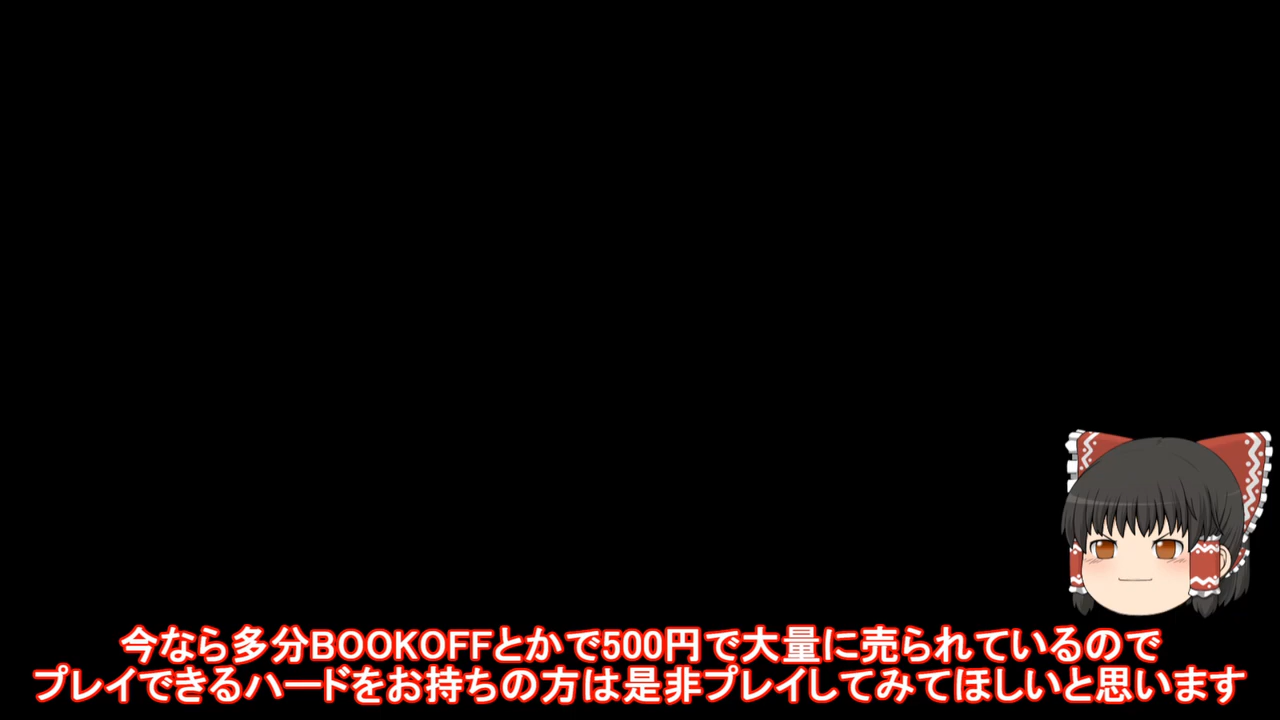 今なら多分BOOKOFFとかで500円で大量に売られているので
プレイできるハードをお持ちの方は是非プレイしてみてほしいと思います